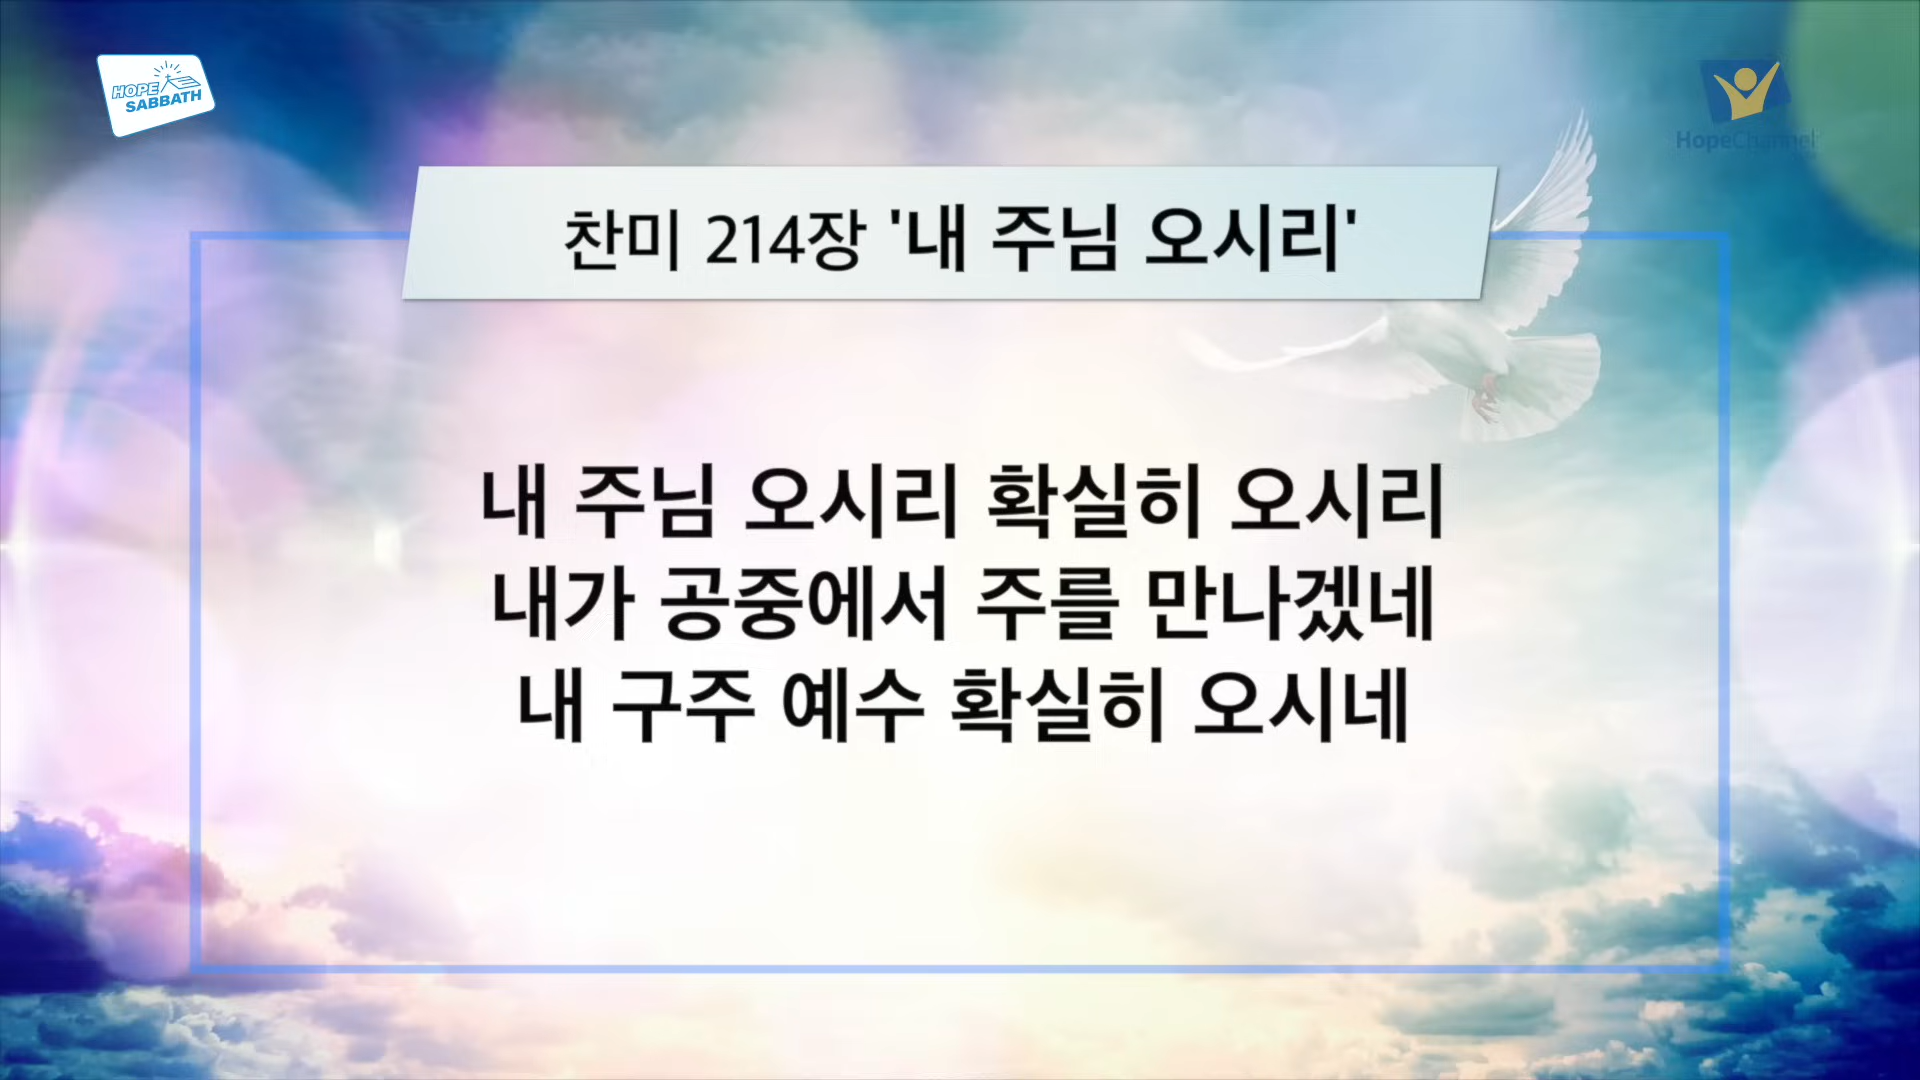 HOPE
SABBATH
HopeChannel
찬미 214장 '내 주님 오시리'
내 주님 오시리 확실히 오시리
내가 공중에서 주를 만나겠네
내 구주 예수 확실히 오시네